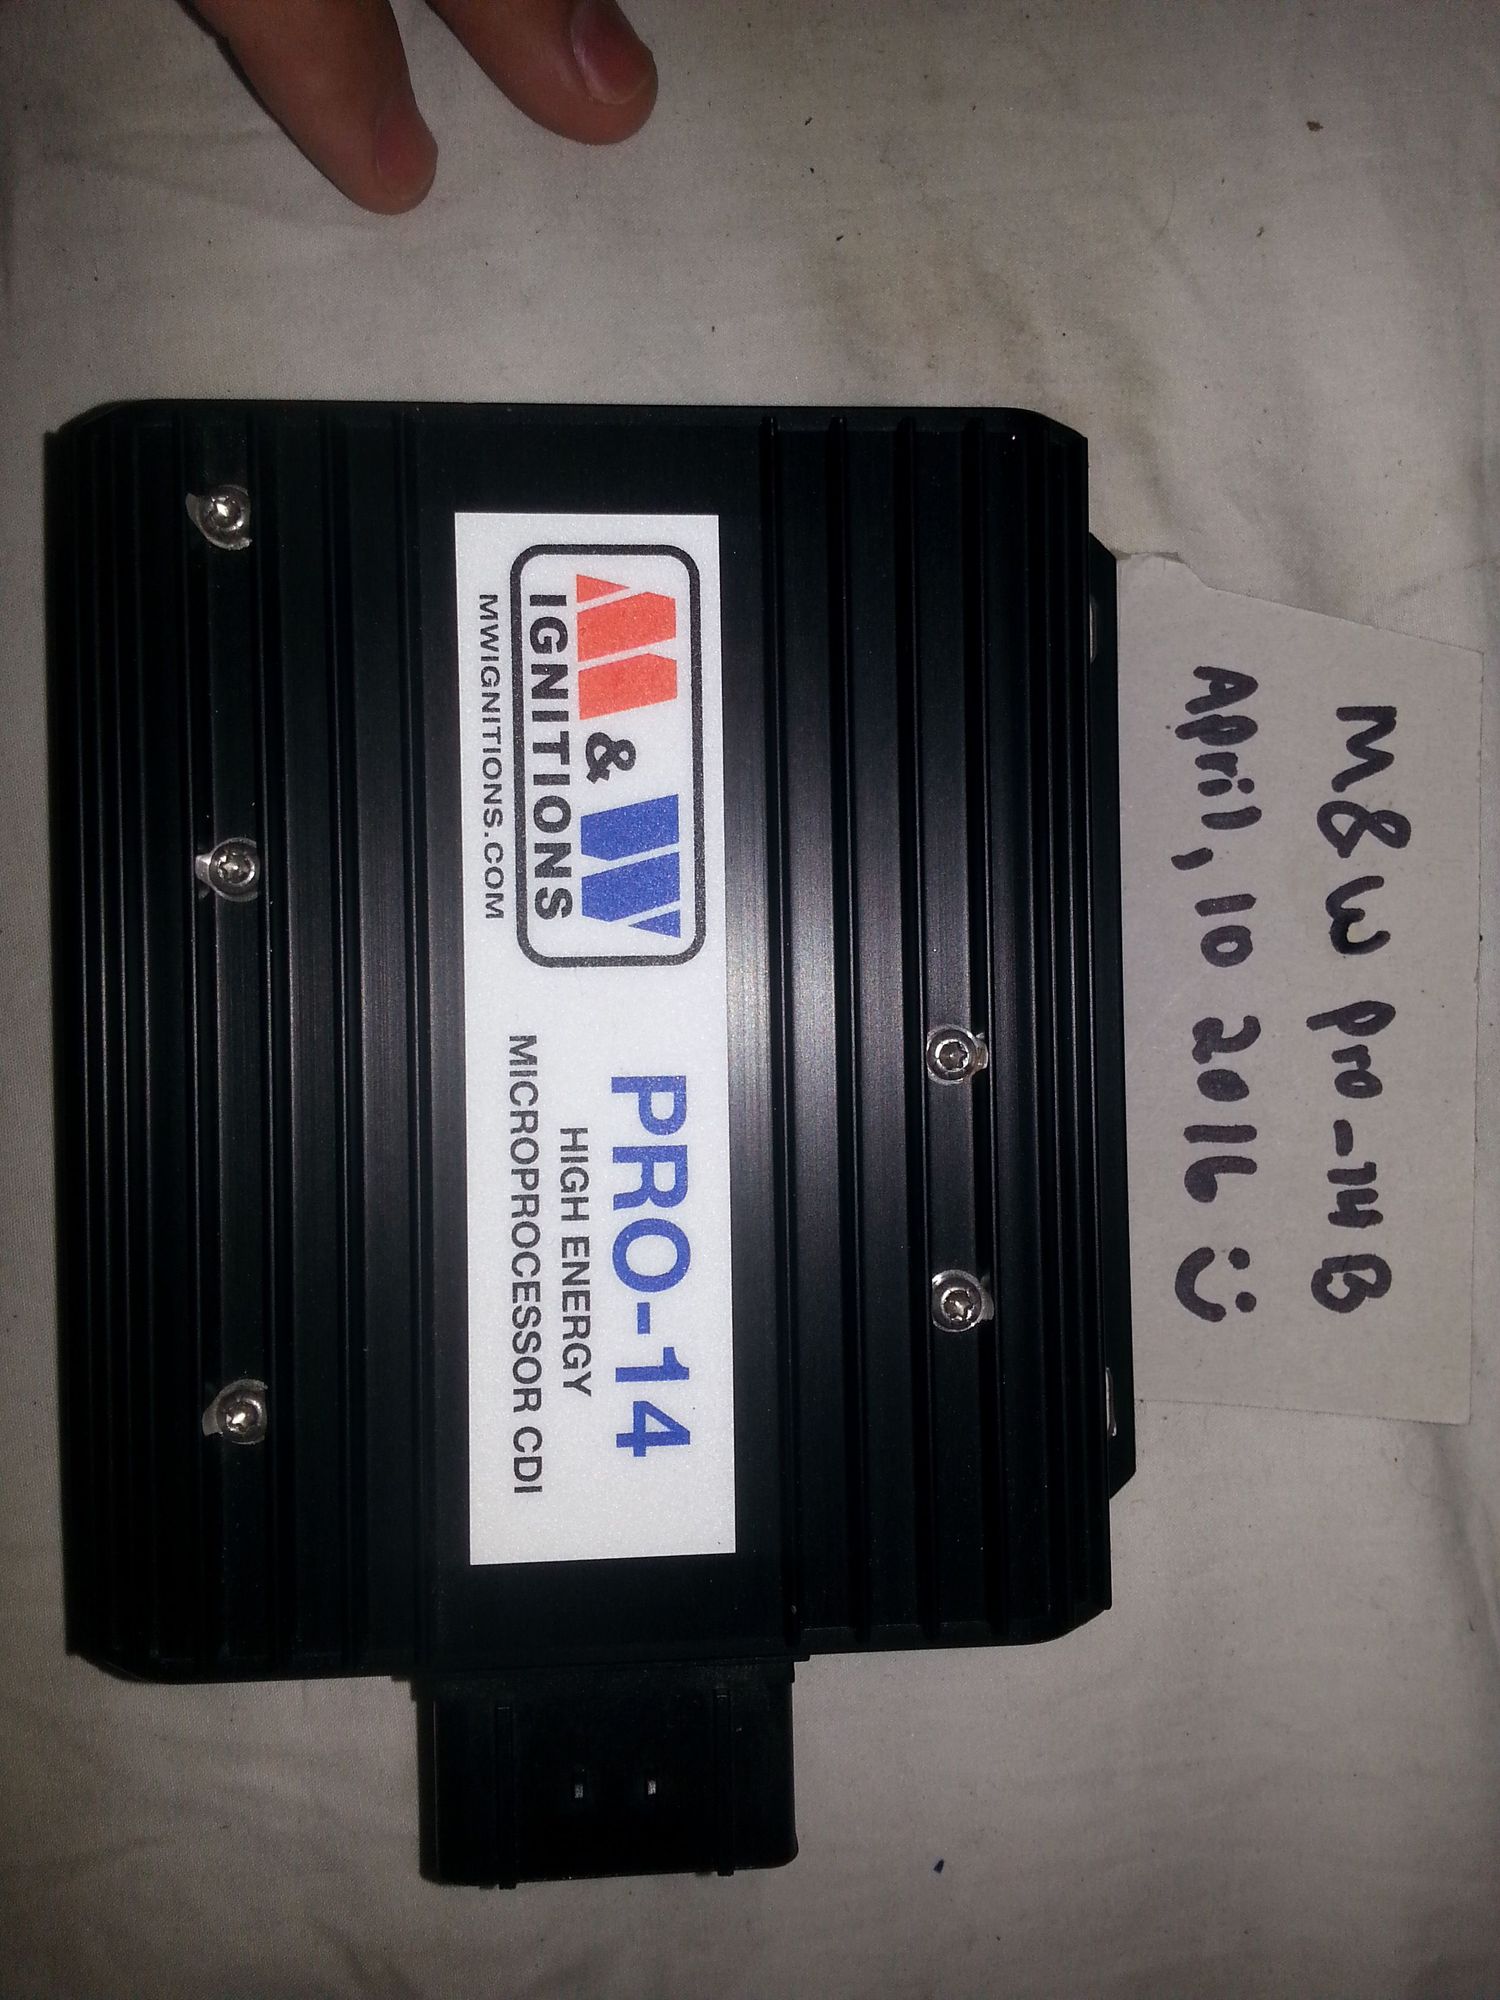 M&W Pro-14 B
April, 10 2016 :)
M&W
IGNITIONS
MWIGNITIONS.COM
PRO-14
HIGH ENERGY
MICROPROCESSOR CDI